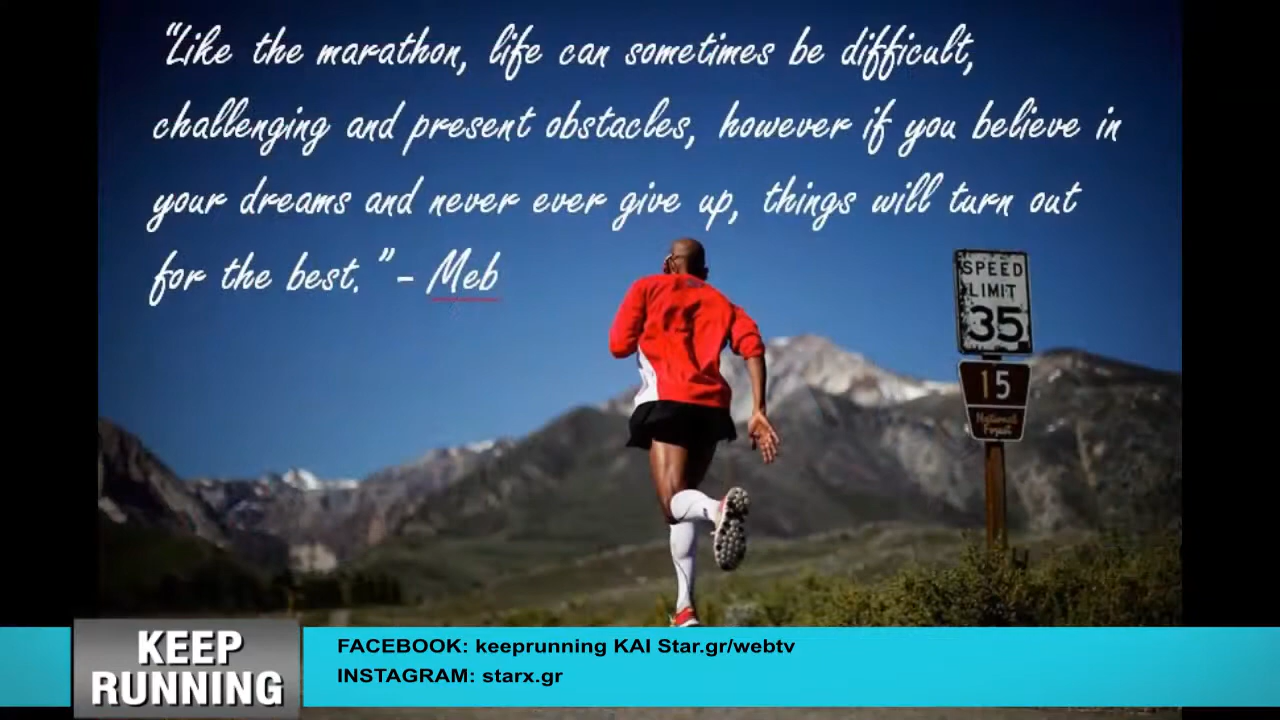 "Like the marathon, life can sometimes be difficult,
challenging and present obstacles, however if you believe in
your dreams and never ever give up, things will turn out
for the best." - Meb
SPEED
LIMIT
35
15
National
Forest
KEEP
RUNNING
FACEBOOK: keeprunning KAI Star.gr/webtv
INSTAGRAM: starx.gr